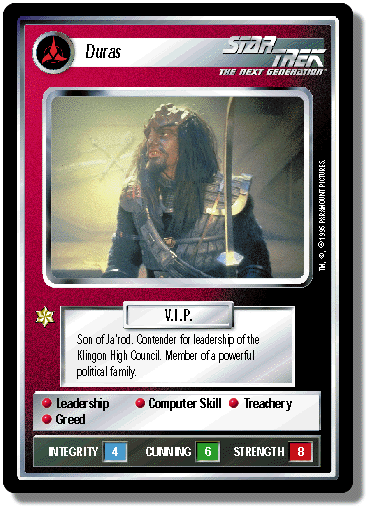 Duras
STAR TREK
THE NEXT GENERATION
TM, ©, ©1995 PARAMOUNT PICTURES.
V.I.P.
Son of Ja'rod. Contender for leadership of the
Klingon High Council. Member of a powerful
political family.
Leadership Computer Skill Treachery
Greed
INTEGRITY 4 CUNNING 6 STRENGTH 8